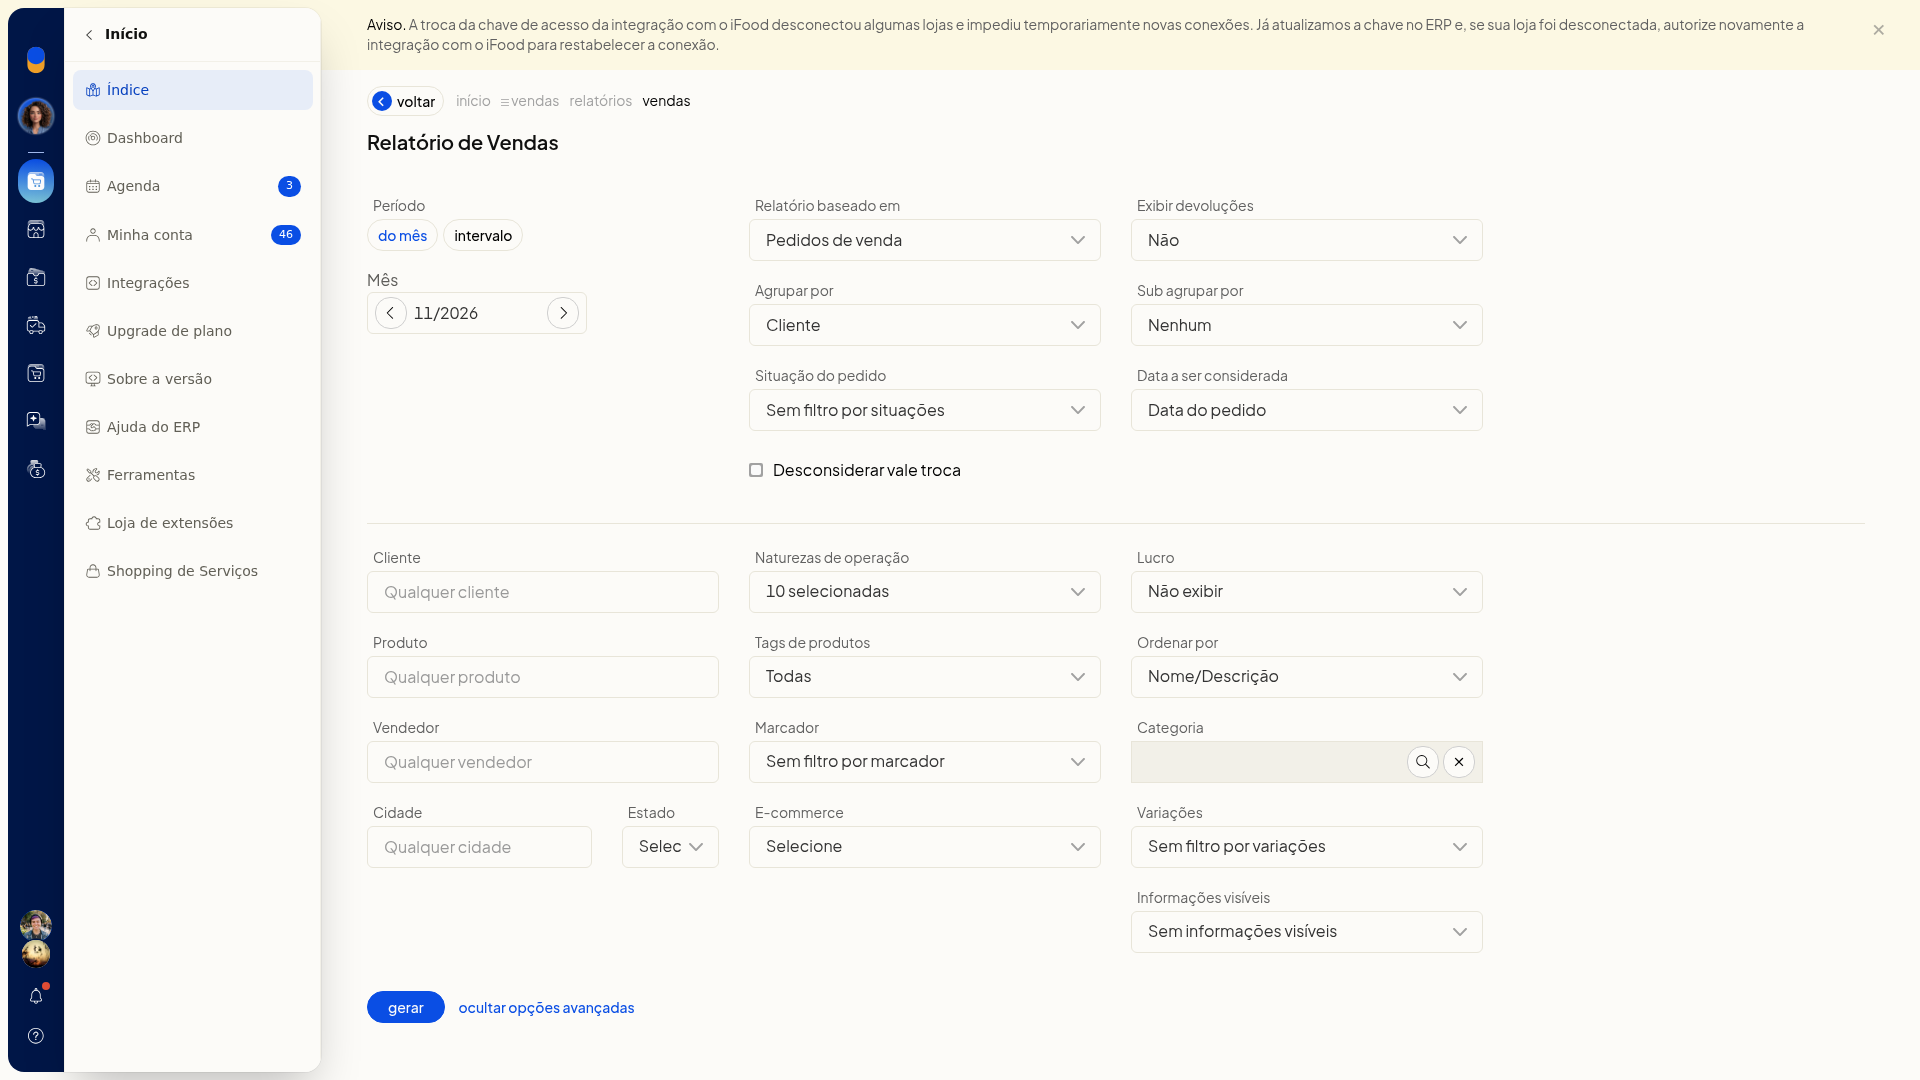 Início
Índice
Dashboard
Agenda
3
Minha conta
46
Integrações
Upgrade de plano
Sobre a versão
Ajuda do ERP
Ferramentas
Loja de extensões
Shopping de Serviços
Aviso. A troca da chave de acesso da integração com o iFood desconectou algumas lojas e impediu temporariamente novas conexões. Já atualizamos a chave no ERP e, se sua loja foi desconectada, autorize novamente a
integração com o iFood para restabelecer a conexão.
voltar início vendas relatórios vendas
Relatório de Vendas
Período
do mês intervalo
Mês
11/2026
Relatório baseado em
Pedidos de venda
Exibir devoluções
Não
Agrupar por
Cliente
Sub agrupar por
Nenhum
Situação do pedido
Sem filtro por situações
Data a ser considerada
Data do pedido
Desconsiderar vale troca
Cliente
Qualquer cliente
Naturezas de operação
10 selecionadas
Lucro
Não exibir
Produto
Qualquer produto
Tags de produtos
Todas
Ordenar por
Nome/Descrição
Vendedor
Qualquer vendedor
Marcador
Sem filtro por marcador
Categoria
Cidade
Qualquer cidade
Estado
Selec
E-commerce
Selecione
Variações
Sem filtro por variações
Informações visíveis
Sem informações visíveis
gerar ocultar opções avançadas